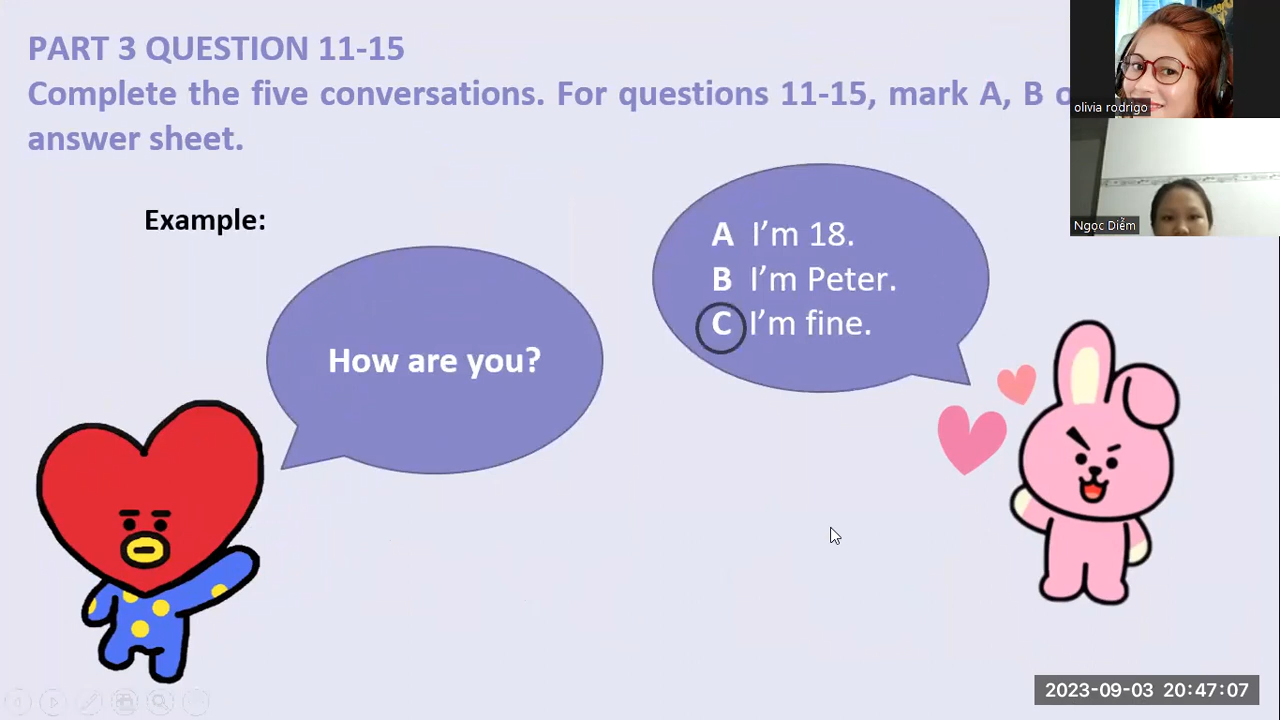 PART 3 QUESTION 11-15
Complete the five conversations. For questions 11-15, mark A, B
answer sheet.
Example:
How are you?
A I’m 18.
B I’m Peter.
C I’m fine.
olivia rodrigo
Ngọc Diễm
2023-09-03 20:47:07